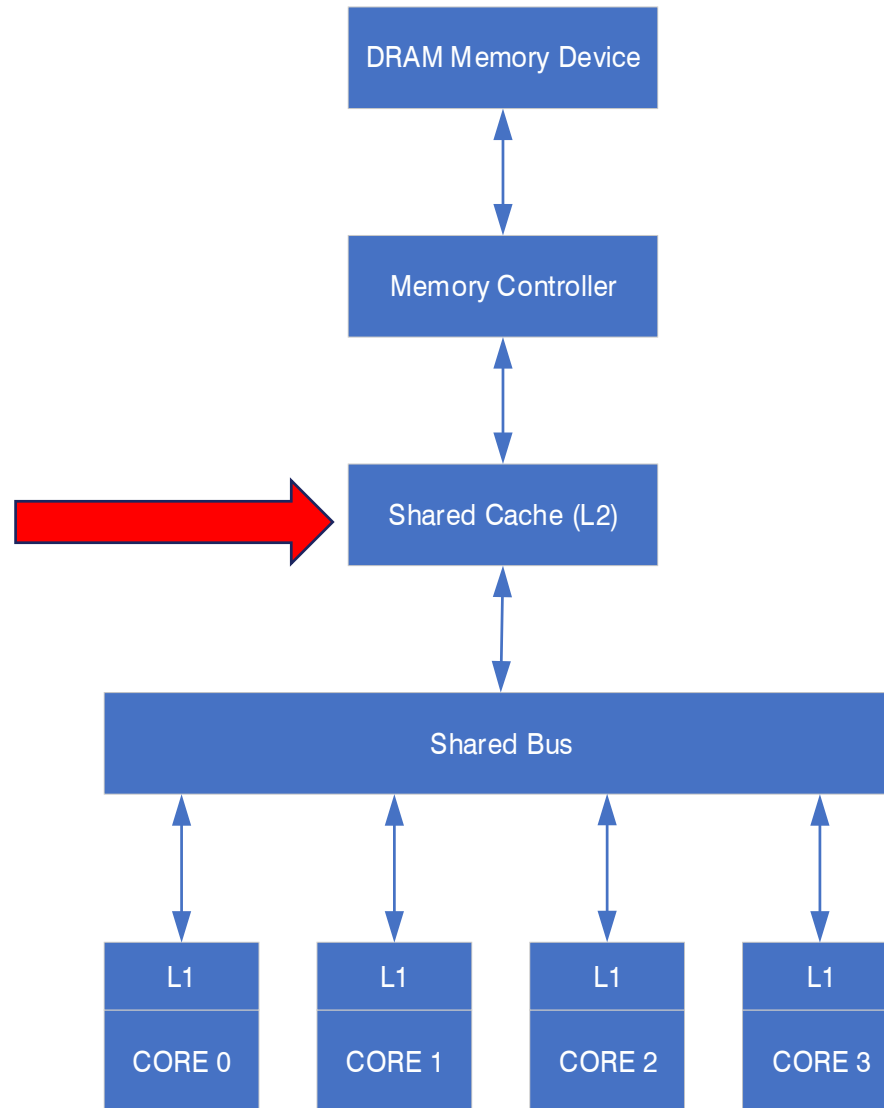 DRAM Memory Device
Memory Controller
Shared Cache (L2)
Shared Bus
L1
L1
L1
L1
CORE 0
CORE 1
CORE 2
CORE 3